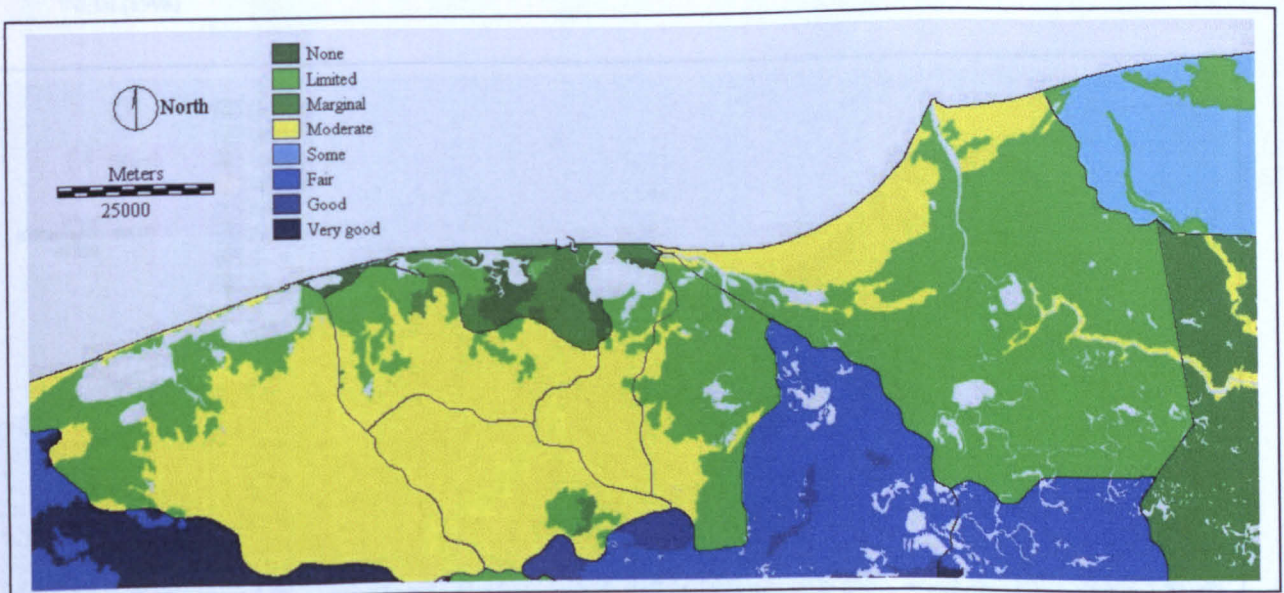 None
Limited
North
Marginal
Moderate
Some
Meters
Fair
25000
Good
Very good